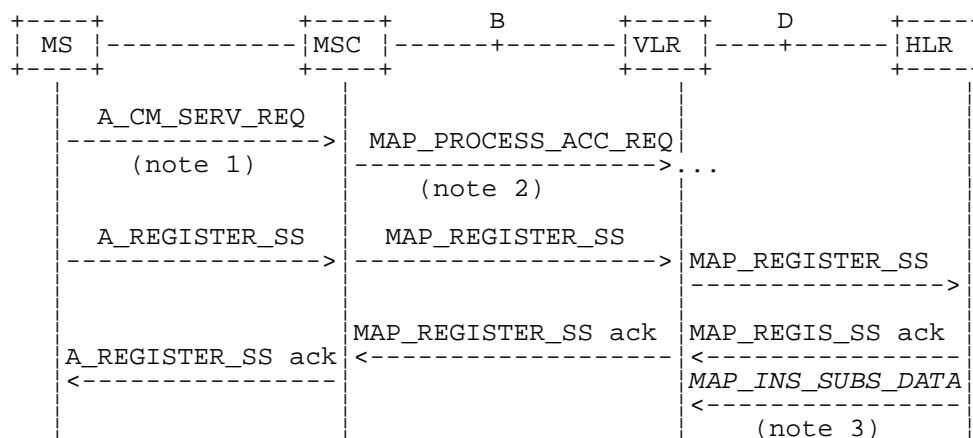 B D
MS MSC VLR HLR
A_CM_SERV_REQ
MAP_PROCESS_ACC_REQ
(note 1)
...
(note 2)
A_REGISTER_SS MAP_REGISTER_SS
MAP_REGISTER_SS
MAP_REGISTER_SS ack MAP_REGIS_SS ack
A_REGISTER_SS ack
MAP_INS_SUBS_DATA
(note 3)